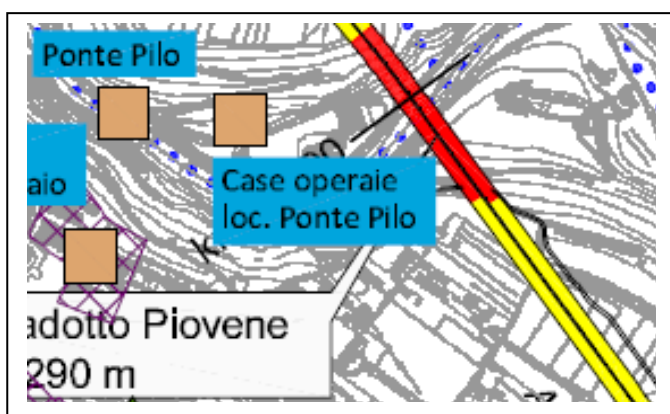 Ponte Pilo
aio
Case operaie
loc. Ponte Pilo
adotto Piovene
290 m